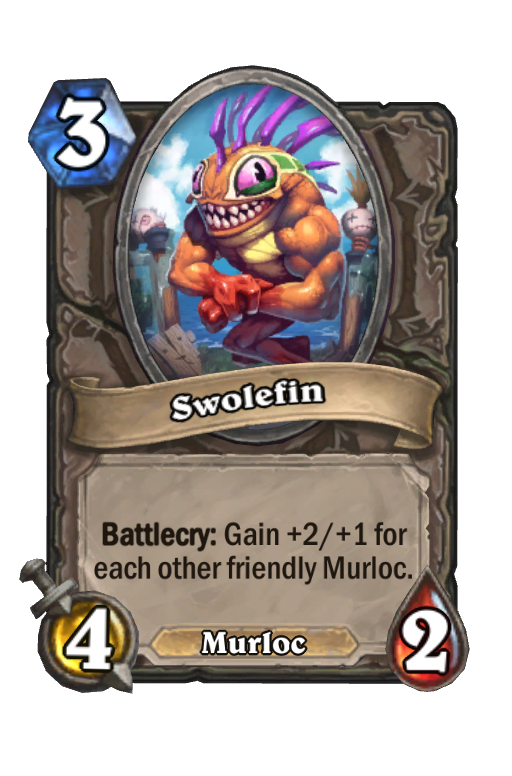 3
Swolefin
Battlecry: Gain +2/+1 for
each other friendly Murloc.
4
Murloc
2